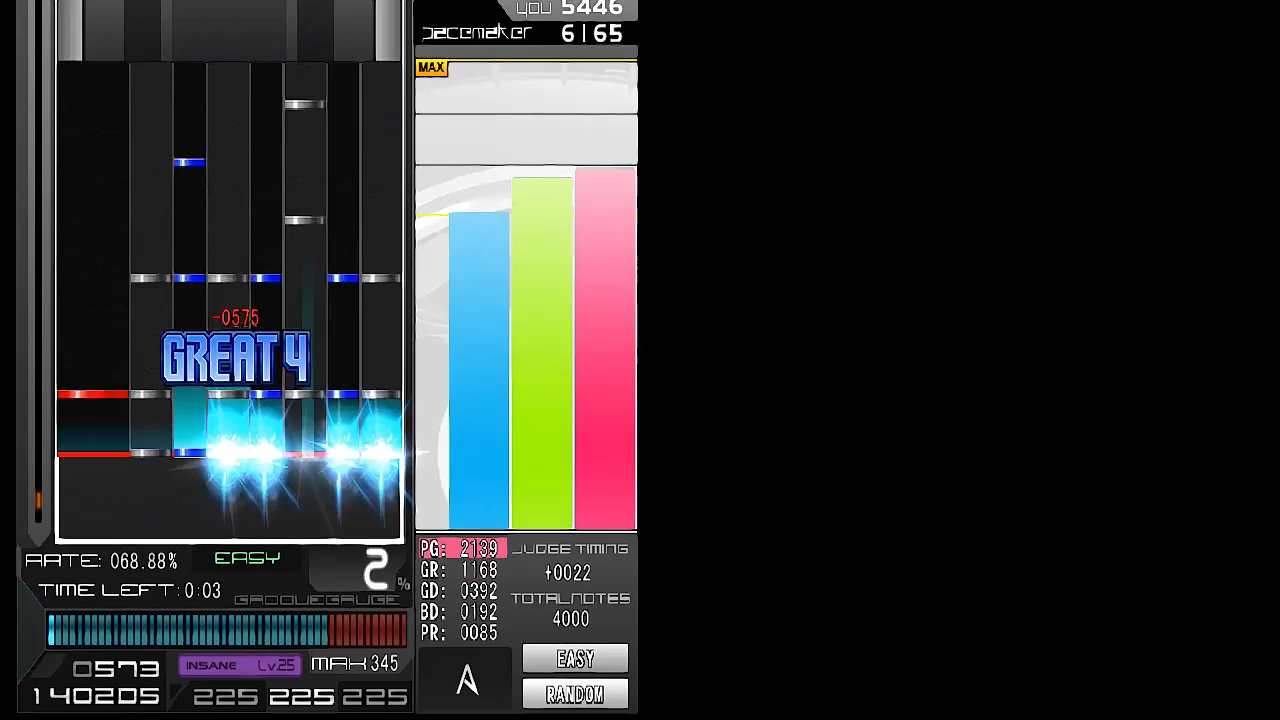 you 5446
pacemaker 6165
MAX
-0575
GREAT 4
RATE: 068.88% EASY 2%
TIME LEFT: 0:03
GROOVEGAUGE
0573 INSANE Lv.25 MAX 345
140205 225 225 225
PG: 2139 JUDGE TIMING
GR: 1168 +0022
GD: 0392 TOTALNOTES
BD: 0192 4000
PR: 0085
A EASY
RANDOM